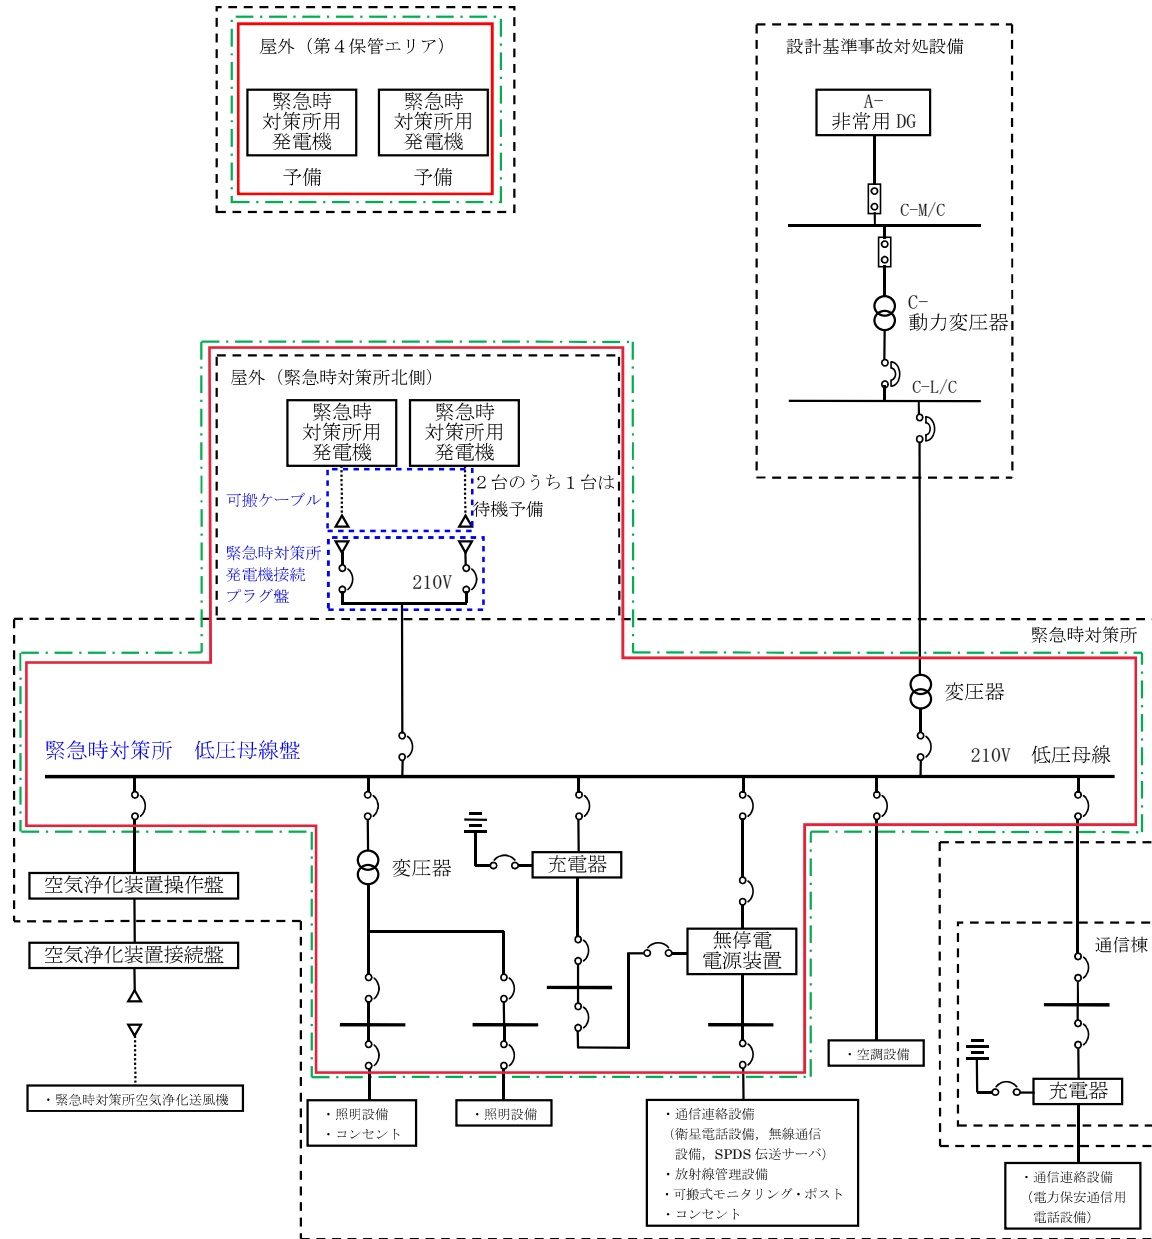 屋外（第４保管エリア）
緊急時
対策所用
発電機
緊急時
対策所用
発電機
予備
予備
設計基準事故対処設備
A-
非常用 DG
C-M/C
C-
動力変圧器
C-L/C
屋外（緊急時対策所北側）
緊急時
対策所用
発電機
緊急時
対策所用
発電機
２台のうち１台は
待機予備
可搬ケーブル
緊急時対策所
発電機接続
プラグ盤
210V
緊急時対策所
変圧器
緊急時対策所　低圧母線盤
210V　低圧母線
変圧器
充電器
空気浄化装置操作盤
空気浄化装置接続盤
無停電
電源装置
通信棟
・空調設備
充電器
・緊急時対策所空気浄化送風機
・照明設備
・コンセント
・照明設備
・通信連絡設備
（衛星電話設備，無線通信
設備，SPDS 伝送サーバ）
・放射線管理設備
・可搬式モニタリング・ポスト
・コンセント
・通信連絡設備
（電力保安通信用
電話設備）